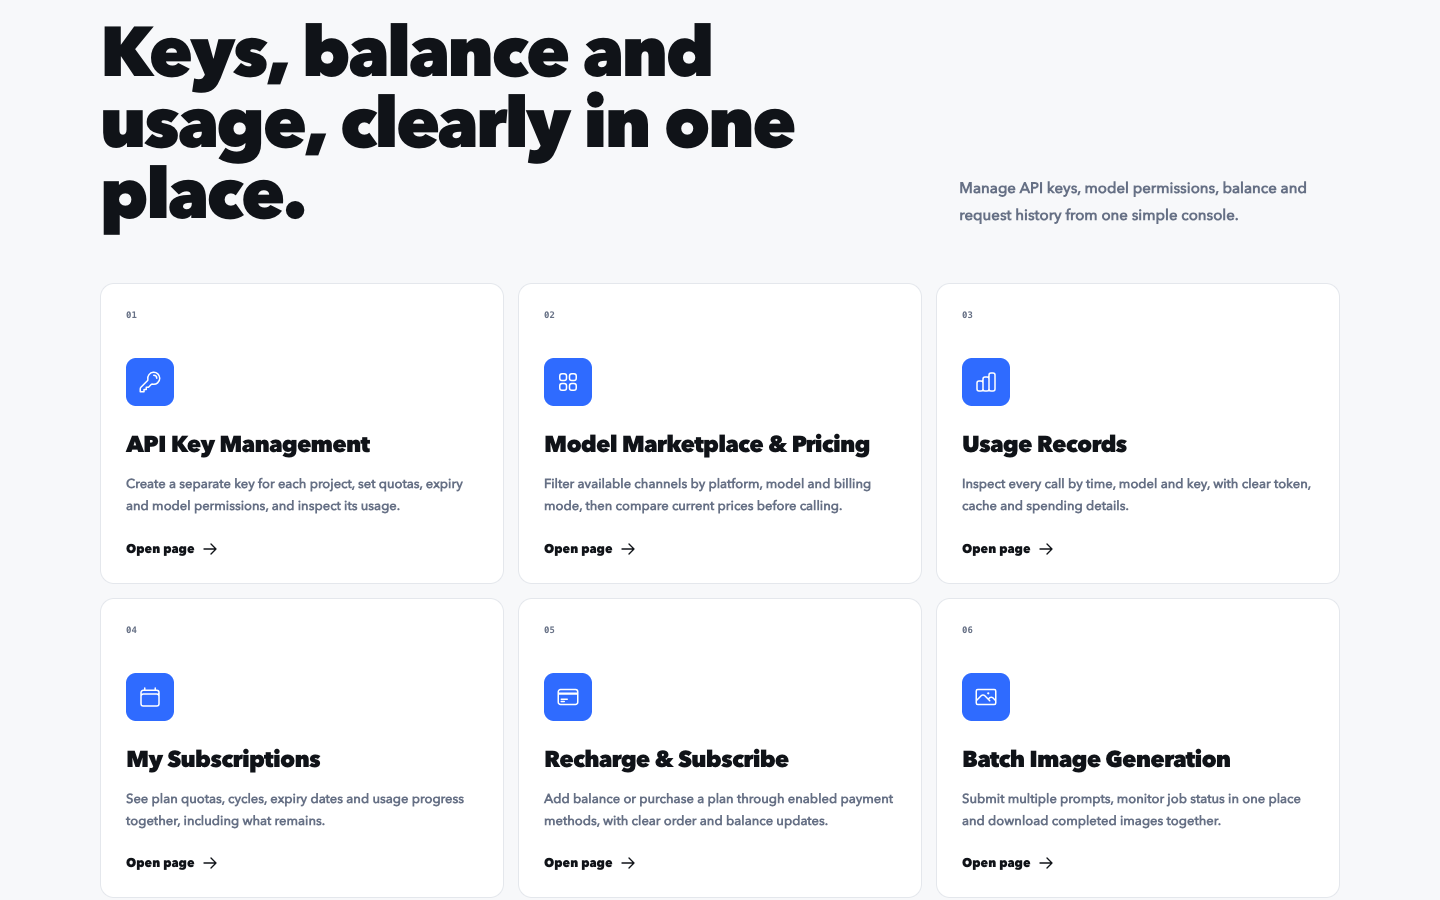 Keys, balance and
usage, clearly in one
place.
Manage API keys, model permissions, balance and
request history from one simple console.
01
API Key Management
Create a separate key for each project, set quotas, expiry
and model permissions, and inspect its usage.
Open page
02
Model Marketplace & Pricing
Filter available channels by platform, model and billing
mode, then compare current prices before calling.
Open page
03
Usage Records
Inspect every call by time, model and key, with clear token,
cache and spending details.
Open page
04
My Subscriptions
See plan quotas, cycles, expiry dates and usage progress
together, including what remains.
Open page
05
Recharge & Subscribe
Add balance or purchase a plan through enabled payment
methods, with clear order and balance updates.
Open page
06
Batch Image Generation
Submit multiple prompts, monitor job status in one place
and download completed images together.
Open page